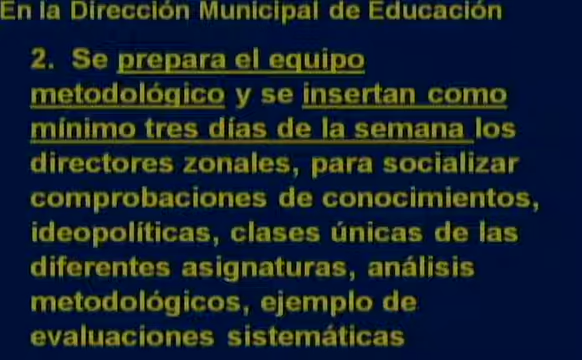 En la Dirección Municipal de Educación
2. Se prepara el equipo
metodológico y se insertan como
mínimo tres días de la semana los
directores zonales, para socializar
comprobaciones de conocimientos,
ideopolíticas, clases únicas de las
diferentes asignaturas, análisis
metodológicos, ejemplo de
evaluaciones sistemáticas